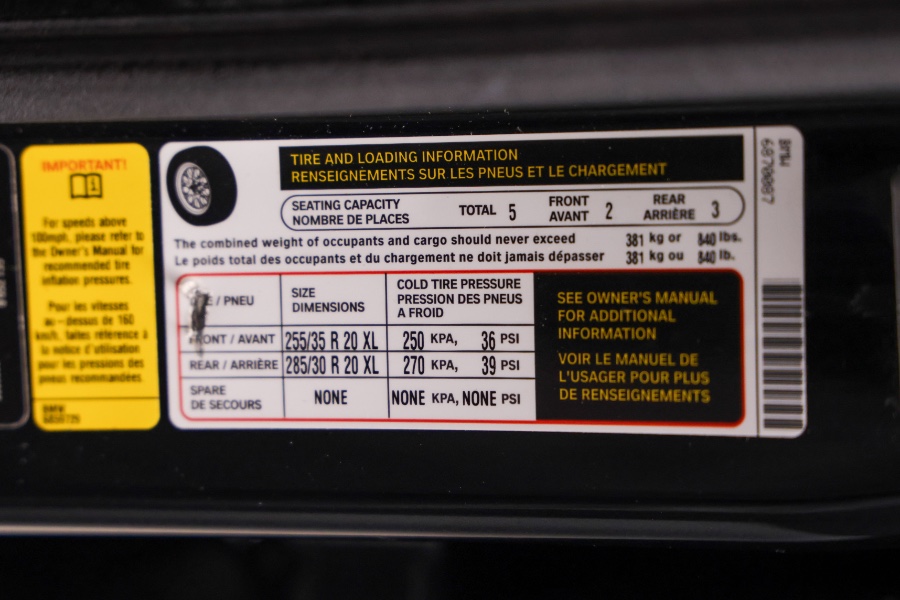 IMPORTANT!
For speeds above
100mph, please refer to
the Owner's Manual for
recommended tire
inflation pressures.
Pour les vitesses
au-dessus de 160
km/h, faites référence à
la notice d'utilisation
pour les pressions des
pneus recommandées.
BMW
TIRE AND LOADING INFORMATION
RENSEIGNEMENTS SUR LES PNEUS ET LE CHARGEMENT
SEATING CAPACITY
NOMBRE DE PLACES
TOTAL 5
FRONT
AVANT 2
REAR
ARRIÈRE 3
The combined weight of occupants and cargo should never exceed 381 kg or 840 lbs.
Le poids total des occupants et du chargement ne doit jamais dépasser 381 kg ou 840 lb.
/ PNEU
SIZE
DIMENSIONS
COLD TIRE PRESSURE
PRESSION DES PNEUS
A FROID
FRONT / AVANT 255/35 R 20 XL 250 KPA, 36 PSI
REAR / ARRIÈRE 285/30 R 20 XL 270 KPA, 39 PSI
SPARE
DE SECOURS
NONE NONE KPA, NONE PSI
SEE OWNER'S MANUAL
FOR ADDITIONAL
INFORMATION
VOIR LE MANUEL DE
L'USAGER POUR PLUS
DE RENSEIGNEMENTS
BMW
6870087